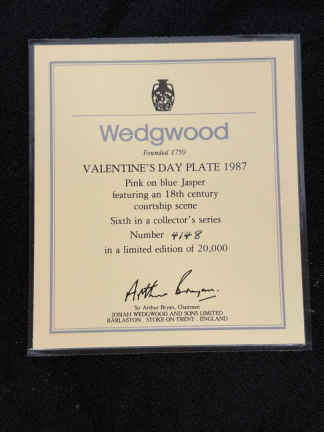 Wedgwood
Founded 1759
VALENTINE'S DAY PLATE 1987
Pink on blue Jasper
featuring an 18th century
courtship scene
Sixth in a collector's series
Number 4148
in a limited edition of 20,000
Arthur Bryan.
Sir Arthur Bryan, Chairman
JOSIAH WEDGWOOD AND SONS LIMITED
BARLASTON . STOKE-ON-TRENT . ENGLAND